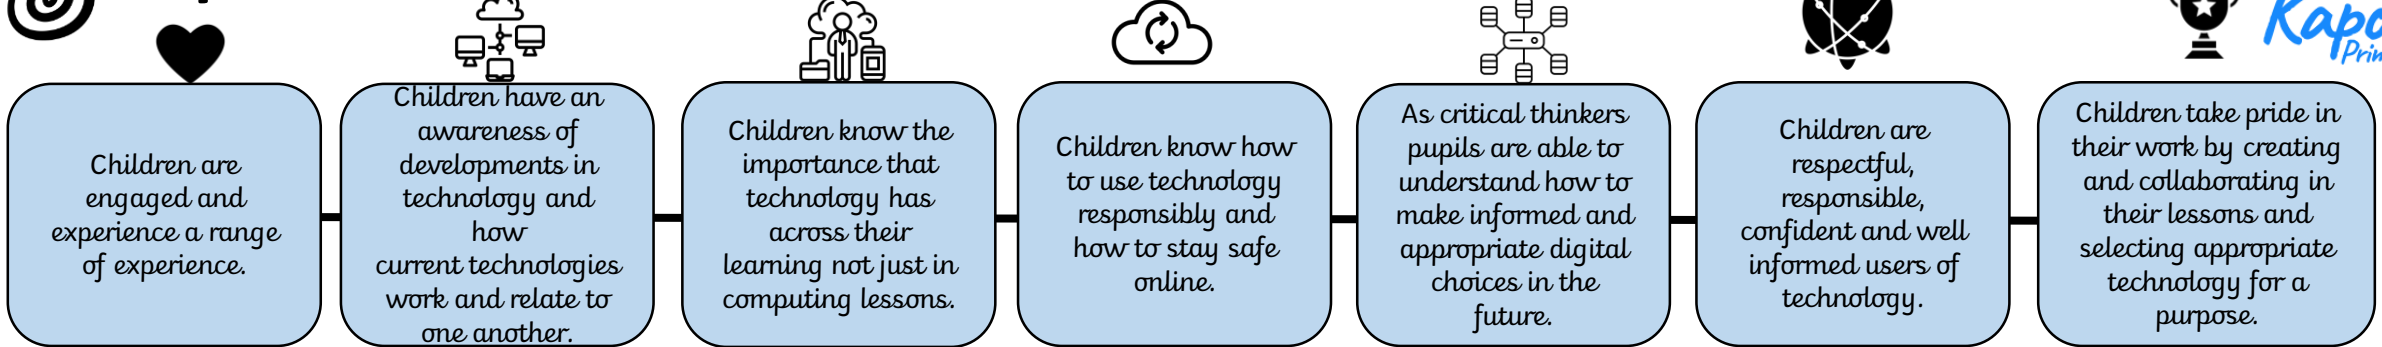 Children are
engaged and
experience a range
of experience.
Children have an
awareness of
developments in
technology and
how
current technologies
work and relate to
one another.
Children know the
importance that
technology has
across their
learning not just in
computing lessons.
Children know how
to use technology
responsibly and
how to stay safe
online.
As critical thinkers
pupils are able to
understand how to
make informed and
appropriate digital
choices in the
future.
Children are
respectful,
responsible,
confident and well
informed users of
technology.
Children take pride in
their work by creating
and collaborating in
their lessons and
selecting appropriate
technology for a
purpose.